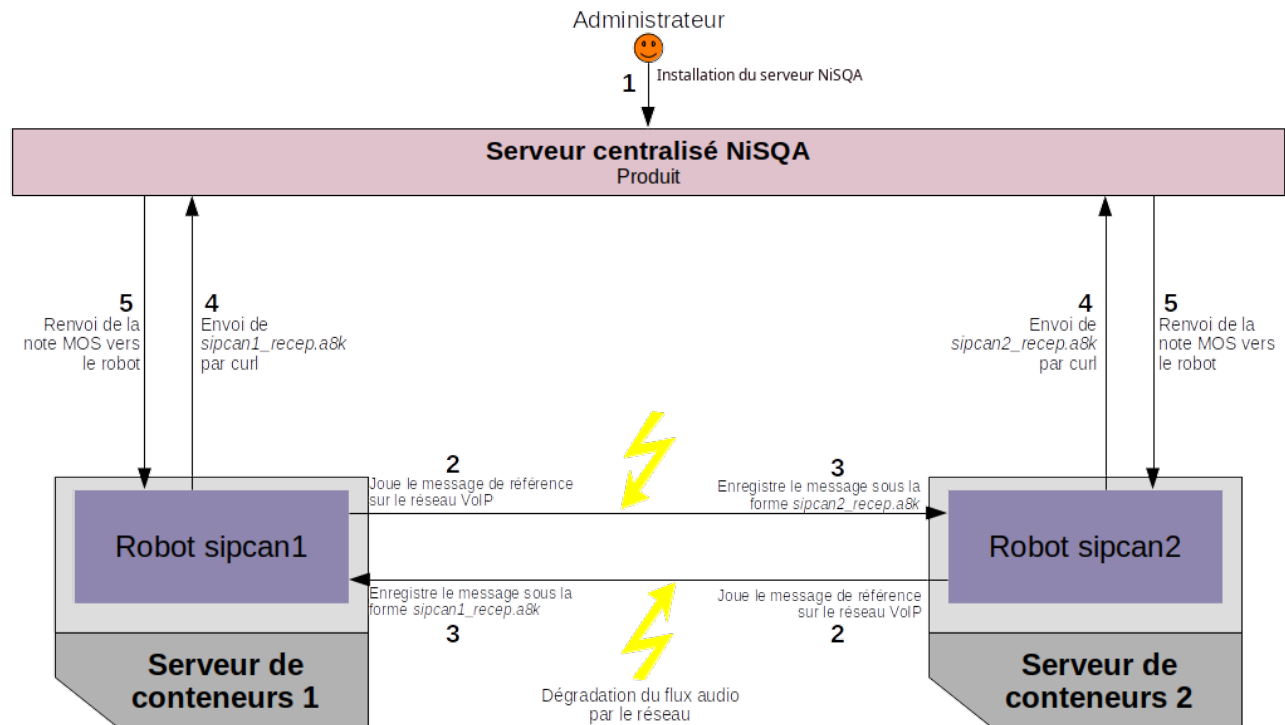 Administrateur
1
Installation du serveur NiSQA
Serveur centralisé NiSQA
Produit
5
Renvoi de la
note MOS vers
le robot
4
Envoi de
sipcan1_recep.a8k
par curl
4
Envoi de
sipcan2_recep.a8k
par curl
5
Renvoi de la
note MOS vers
le robot
2
Joue le message de référence
sur le réseau VoIP
3
Enregistre le message sous la
forme sipcan2_recep.a8k
Robot sipcan1
Robot sipcan2
Enregistre le message sous la
forme sipcan1_recep.a8k
3
Joue le message de référence
sur le réseau VoIP
2
Serveur de
conteneurs 1
Dégradation du flux audio
par le réseau
Serveur de
conteneurs 2